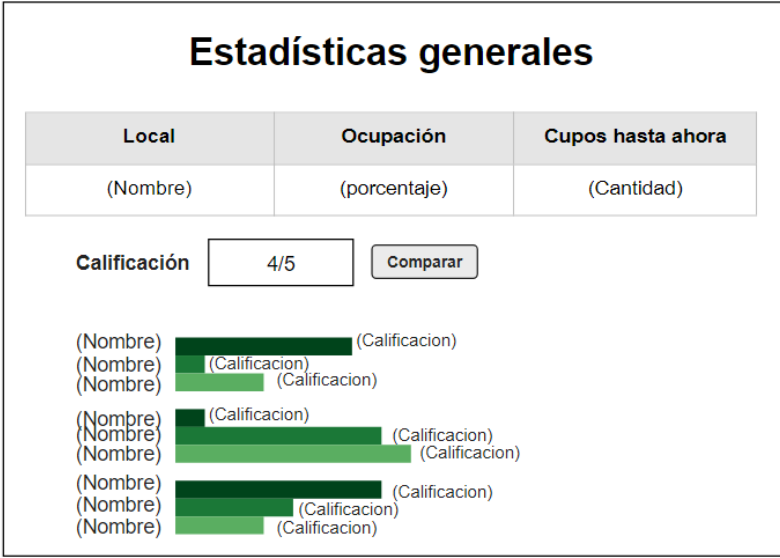 Estadísticas generales
Local Ocupación Cupos hasta ahora
(Nombre) (porcentaje) (Cantidad)
Calificación 4/5 Comparar
(Nombre) (Calificacion)
(Nombre) (Calificacion)
(Nombre) (Calificacion)
(Nombre) (Calificacion)
(Nombre) (Calificacion)
(Nombre) (Calificacion)
(Nombre) (Calificacion)
(Nombre) (Calificacion)
(Nombre) (Calificacion)